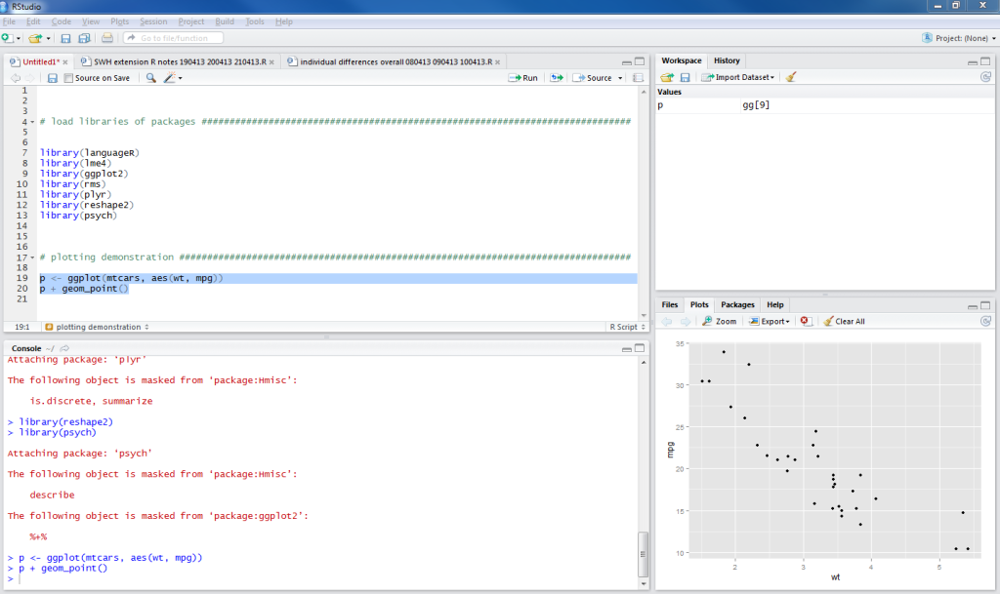 RStudio
File Edit Code View Plots Session Project Build Tools Help
Go to file/function
Project: (None)
Untitled1* SWH extension R notes 190413 200413 210413.R individual differences overall 080413 090413 100413.R
Source on Save Run Source
1
2
3
4 # load libraries of packages ##############################################################################
5
6
7 library(languageR)
8 library(lme4)
9 library(ggplot2)
10 library(rms)
11 library(plyr)
12 library(reshape2)
13 library(psych)
14
15
16
17 # plotting demonstration ##################################################################################
18
19 p <- ggplot(mtcars, aes(wt, mpg))
20 p + geom_point()
21
19:1 plotting demonstration R Script
Console ~/
Attaching package: ‘plyr’
The following object is masked from ‘package:Hmisc’:
is.discrete, summarize
> library(reshape2)
> library(psych)
Attaching package: ‘psych’
The following object is masked from ‘package:Hmisc’:
describe
The following object is masked from ‘package:ggplot2’:
%+%
> p <- ggplot(mtcars, aes(wt, mpg))
> p + geom_point()
>
Workspace History
Import Dataset
Values
p gg[9]
Files Plots Packages Help
Zoom Export Clear All
35
30
25
20
15
10
mpg
2 3 4 5
wt